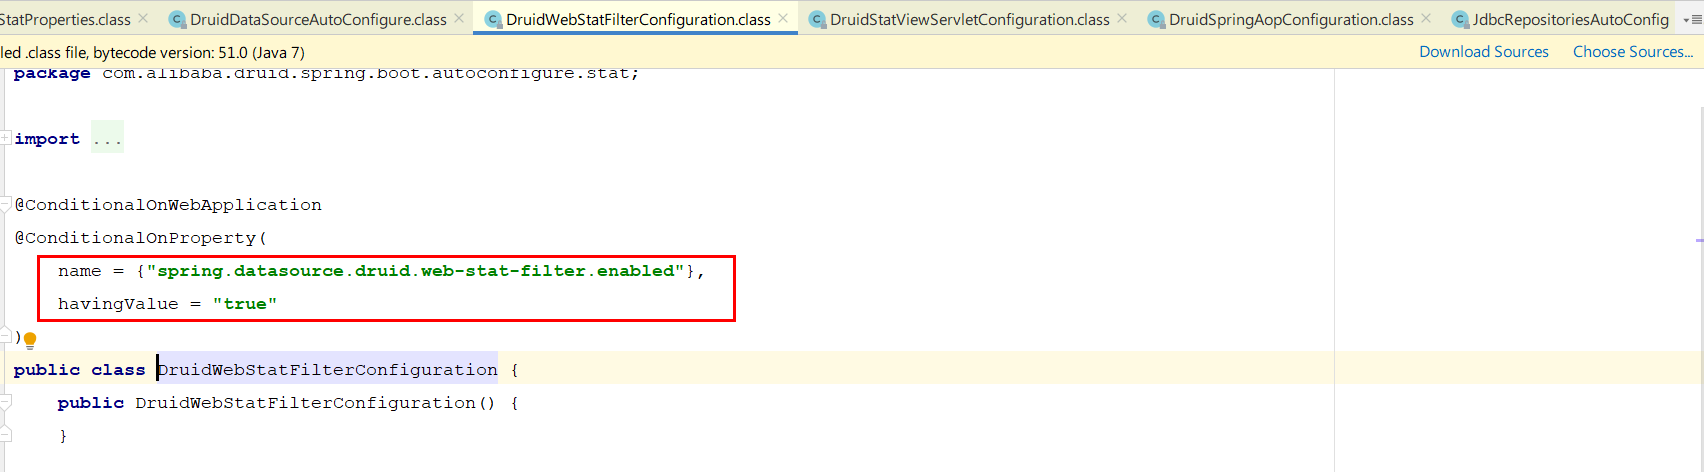 StatProperties.class DruidDataSourceAutoConfigure.class DruidWebStatFilterConfiguration.class DruidStatViewServletConfiguration.class DruidSpringAopConfiguration.class JdbcRepositoriesAutoConfig
led .class file, bytecode version: 51.0 (Java 7) Download Sources Choose Sources...
package com.alibaba.druid.spring.boot.autoconfigure.stat;
import ...
@ConditionalOnWebApplication
@ConditionalOnProperty(
name = {"spring.datasource.druid.web-stat-filter.enabled"},
havingValue = "true"
)
public class DruidWebStatFilterConfiguration {
public DruidWebStatFilterConfiguration() {
}